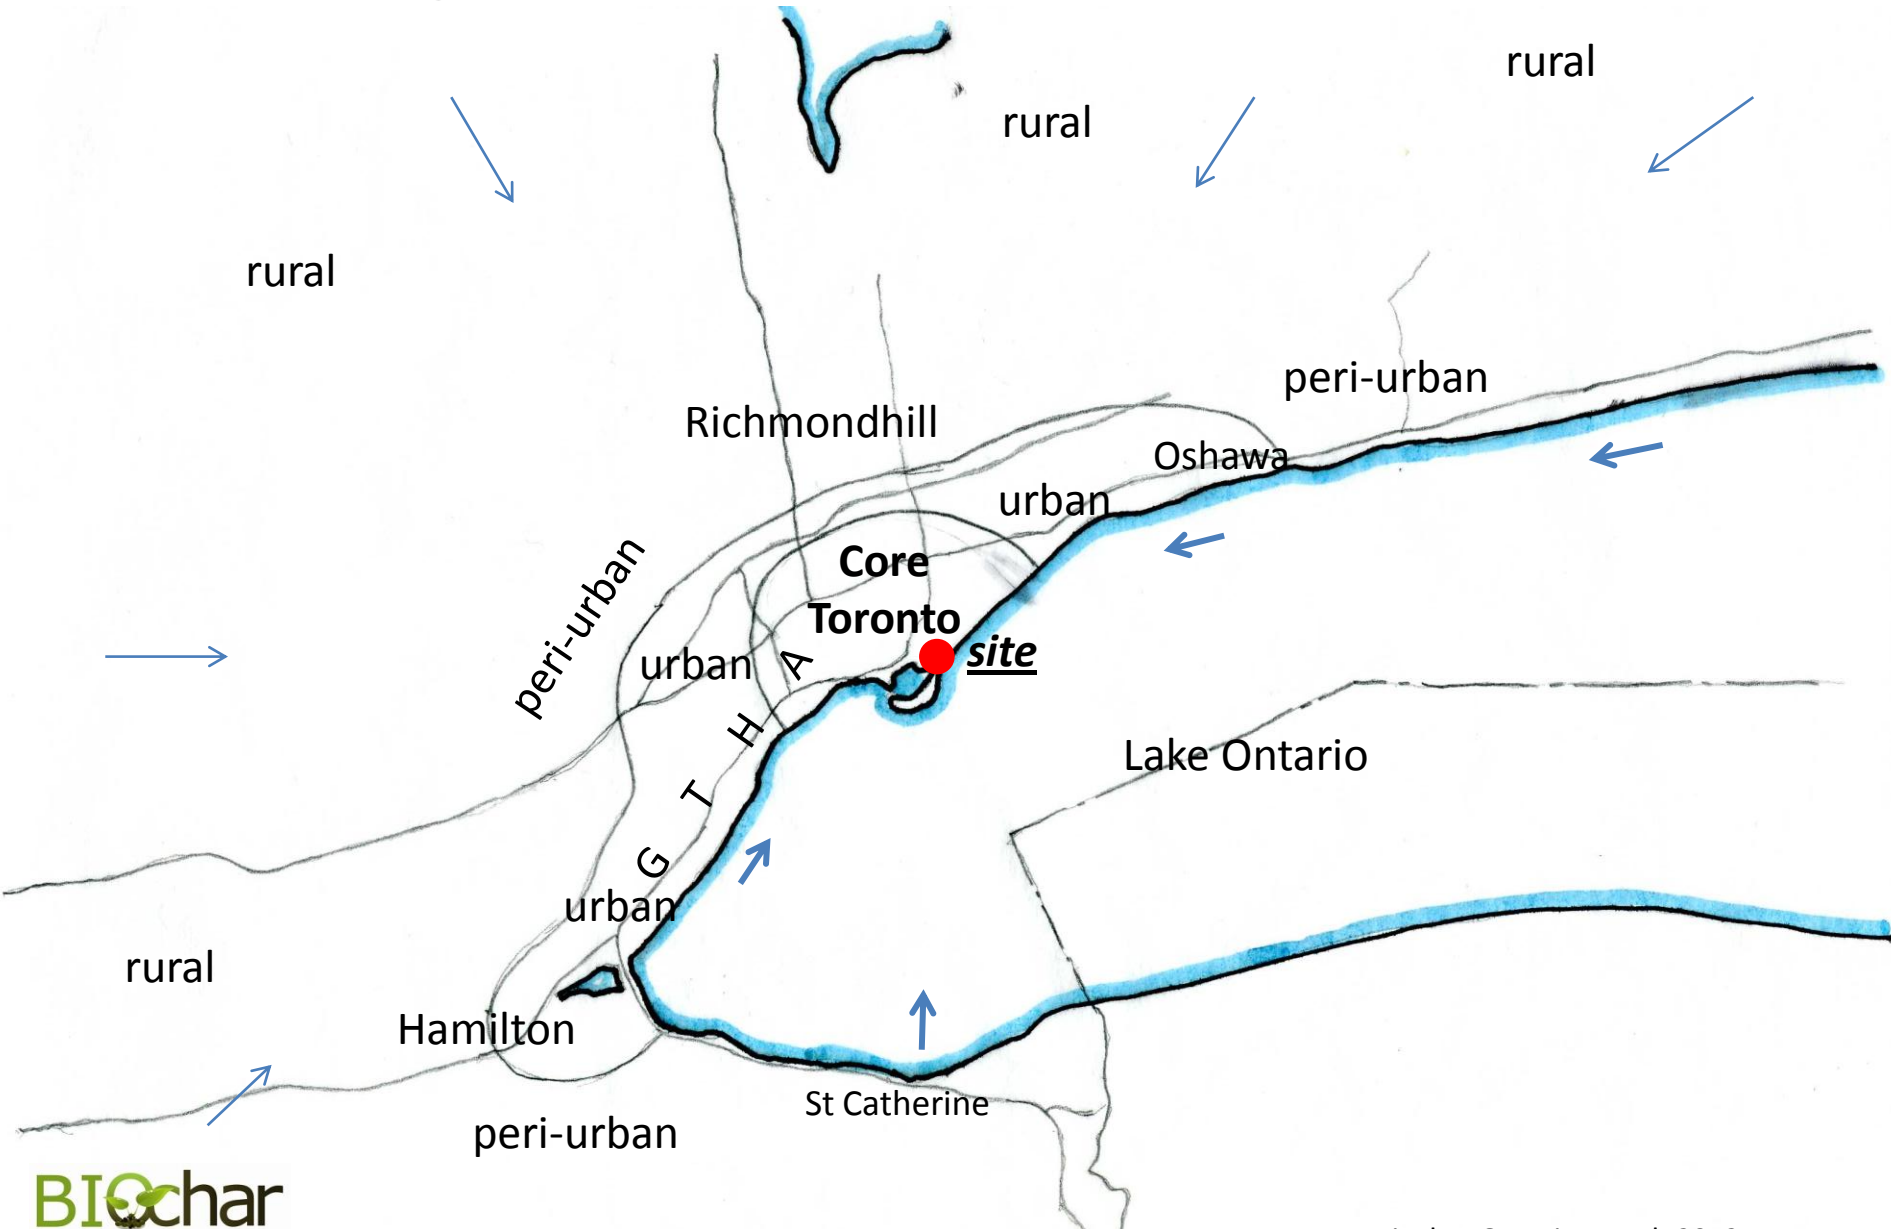 rural
rural
rural
peri-urban
Richmondhill
Oshawa
urban
Core
Toronto
peri-urban
urban
site
G T H A
Lake Ontario
urban
rural
Hamilton
St Catherine
peri-urban
BIOchar